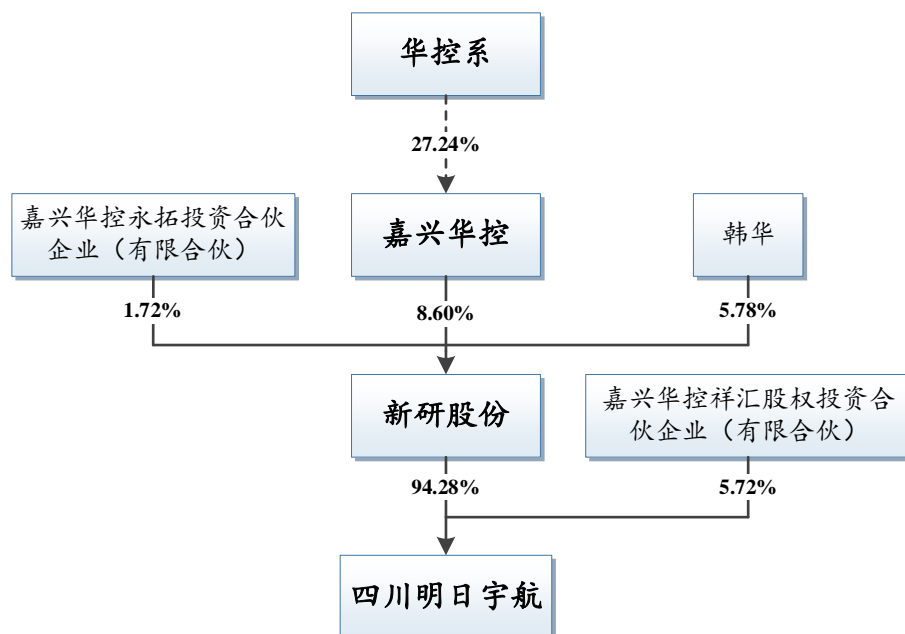 华控系
27.24%
嘉兴华控永拓投资合伙
企业（有限合伙）
嘉兴华控
韩华
1.72%
8.60%
5.78%
新研股份
嘉兴华控祥汇股权投资合
伙企业（有限合伙）
94.28%
5.72%
四川明日宇航